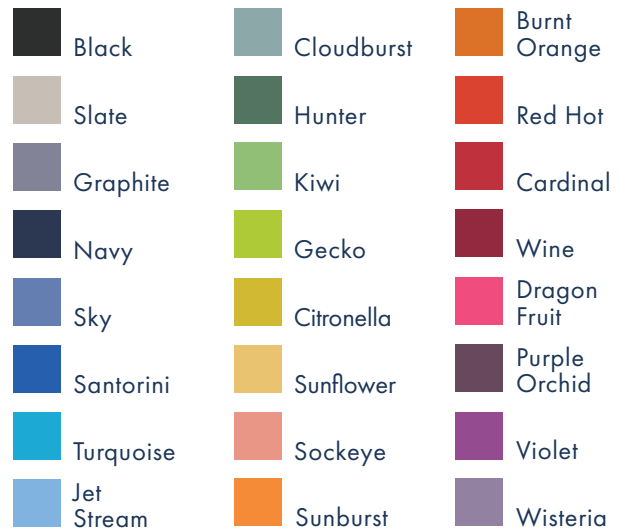 Black
Slate
Graphite
Navy
Sky
Santorini
Turquoise
Jet
Stream
Cloudburst
Hunter
Kiwi
Gecko
Citronella
Sunflower
Sockeye
Sunburst
Burnt
Orange
Red Hot
Cardinal
Wine
Dragon
Fruit
Purple
Orchid
Violet
Wisteria